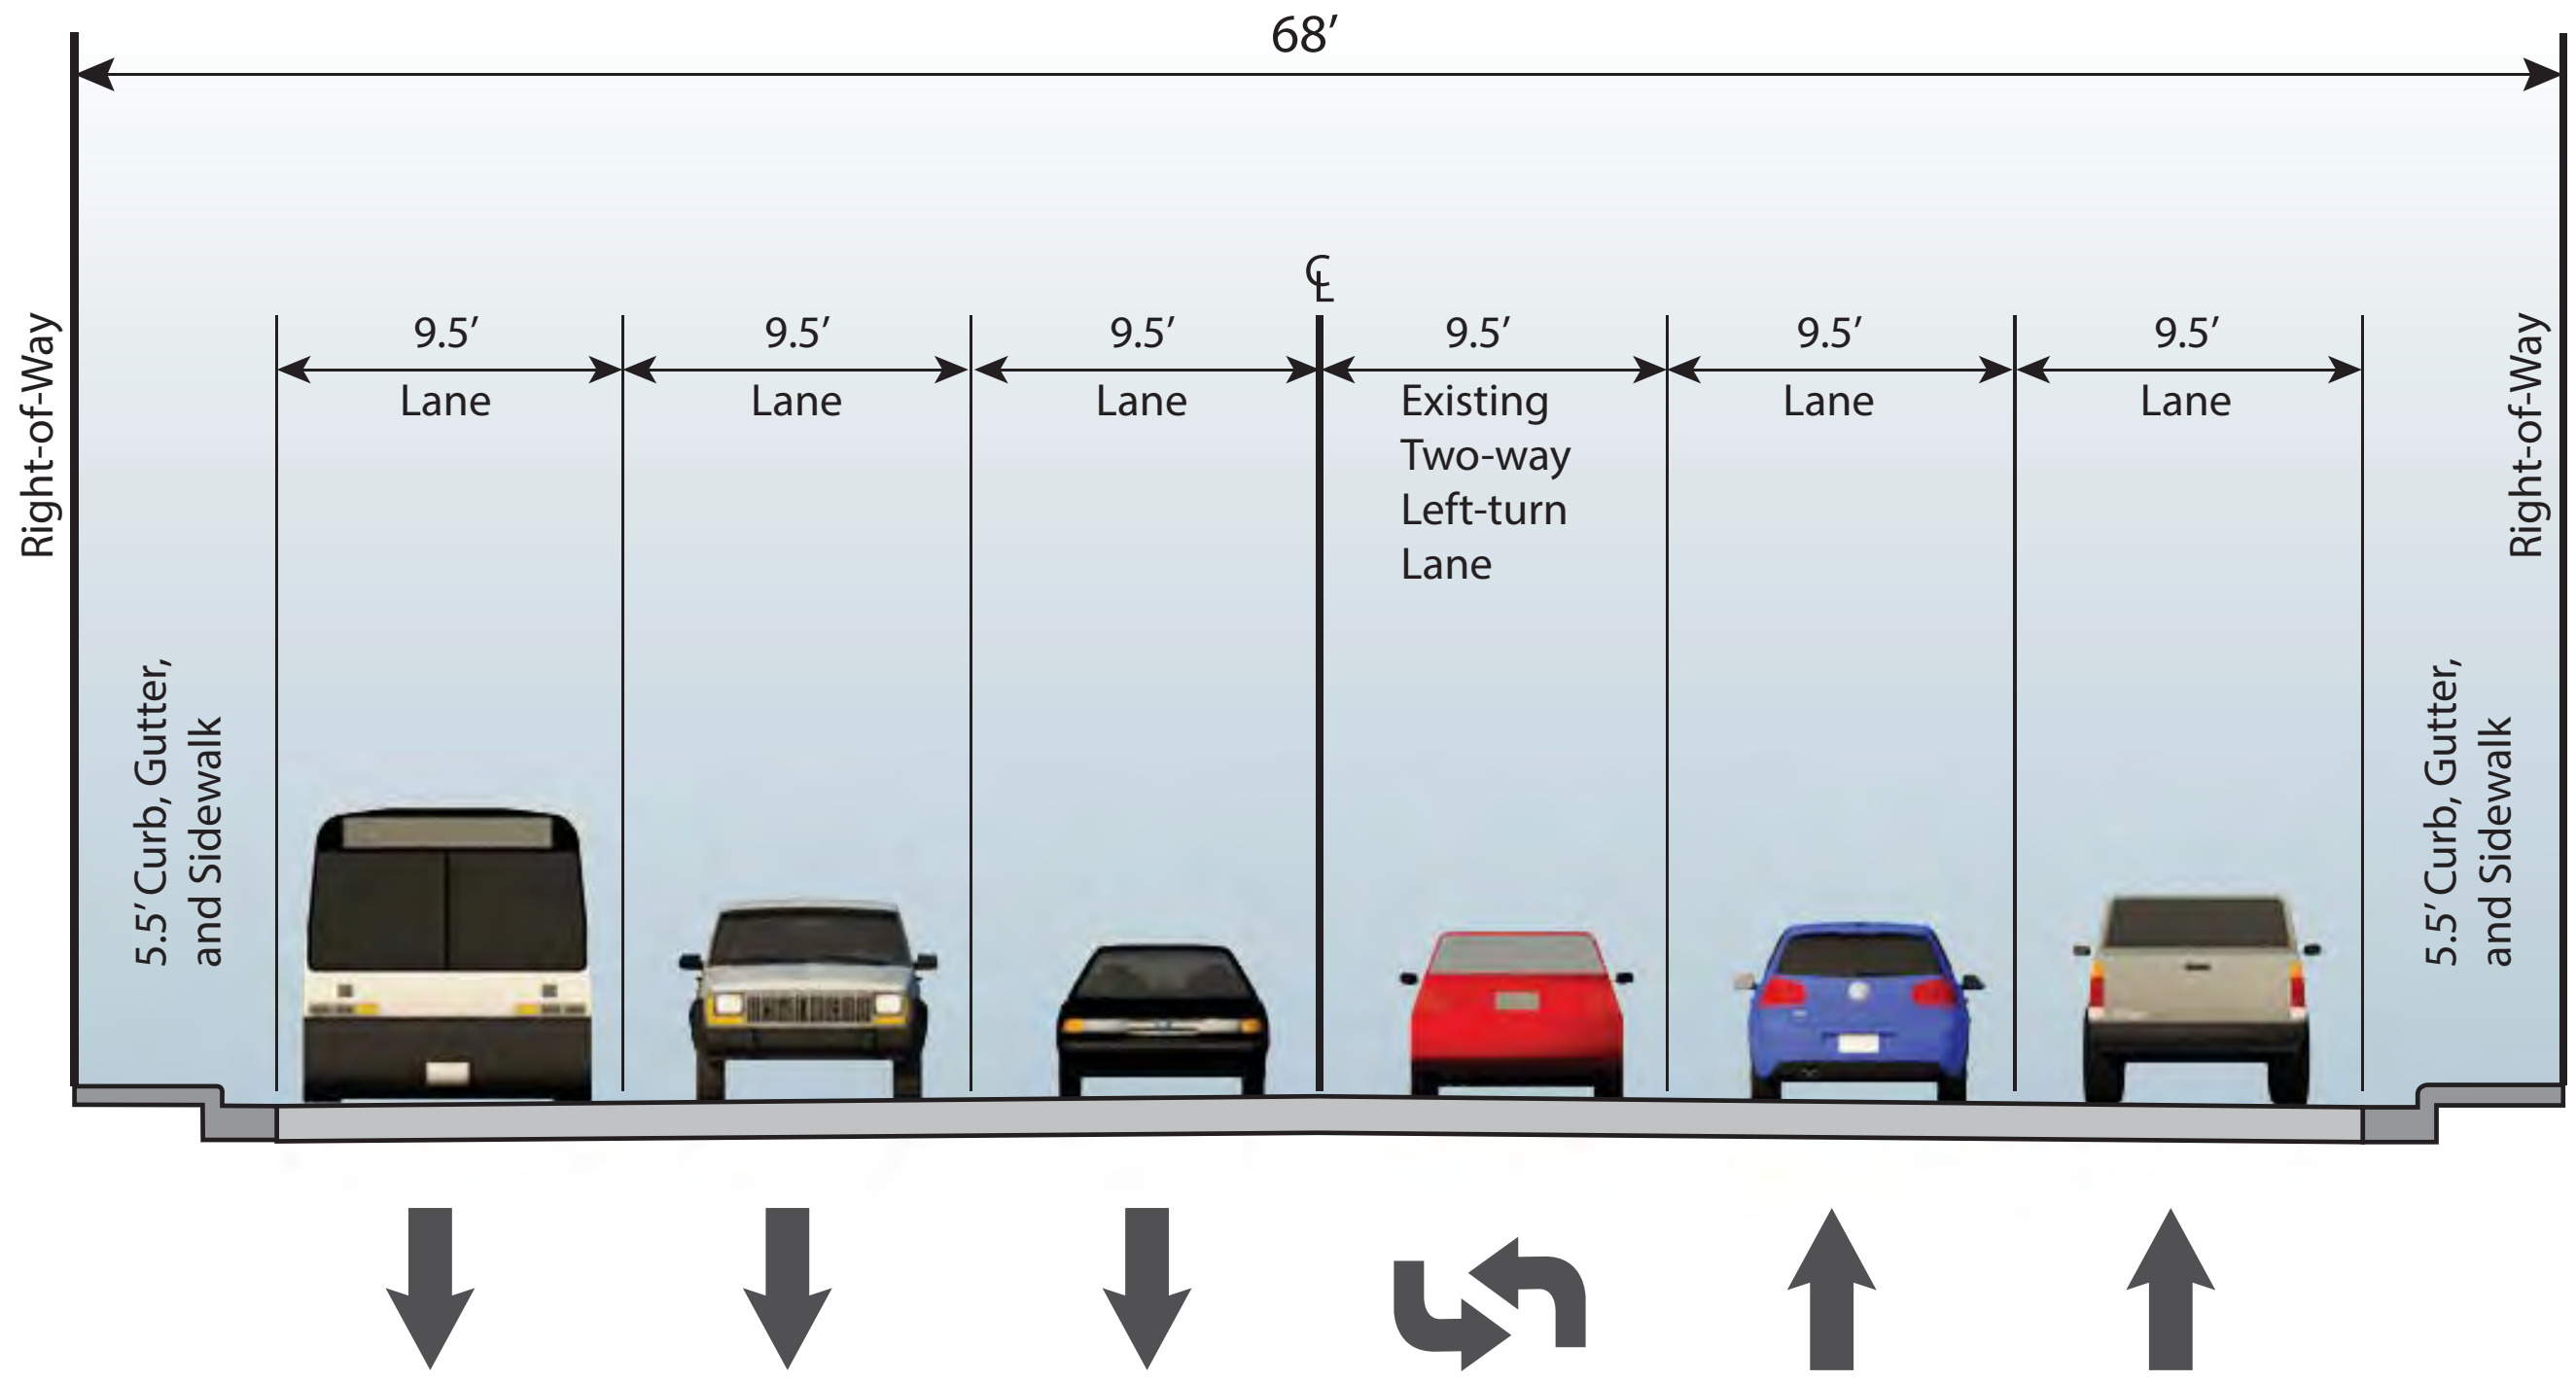 68’
℄
9.5’
9.5’
9.5’
9.5’
9.5’
9.5’
Lane
Lane
Lane
Existing
Two-way
Left-turn
Lane
Lane
Lane
Right-of-Way
Right-of-Way
5.5’ Curb, Gutter,
and Sidewalk
5.5’ Curb, Gutter,
and Sidewalk